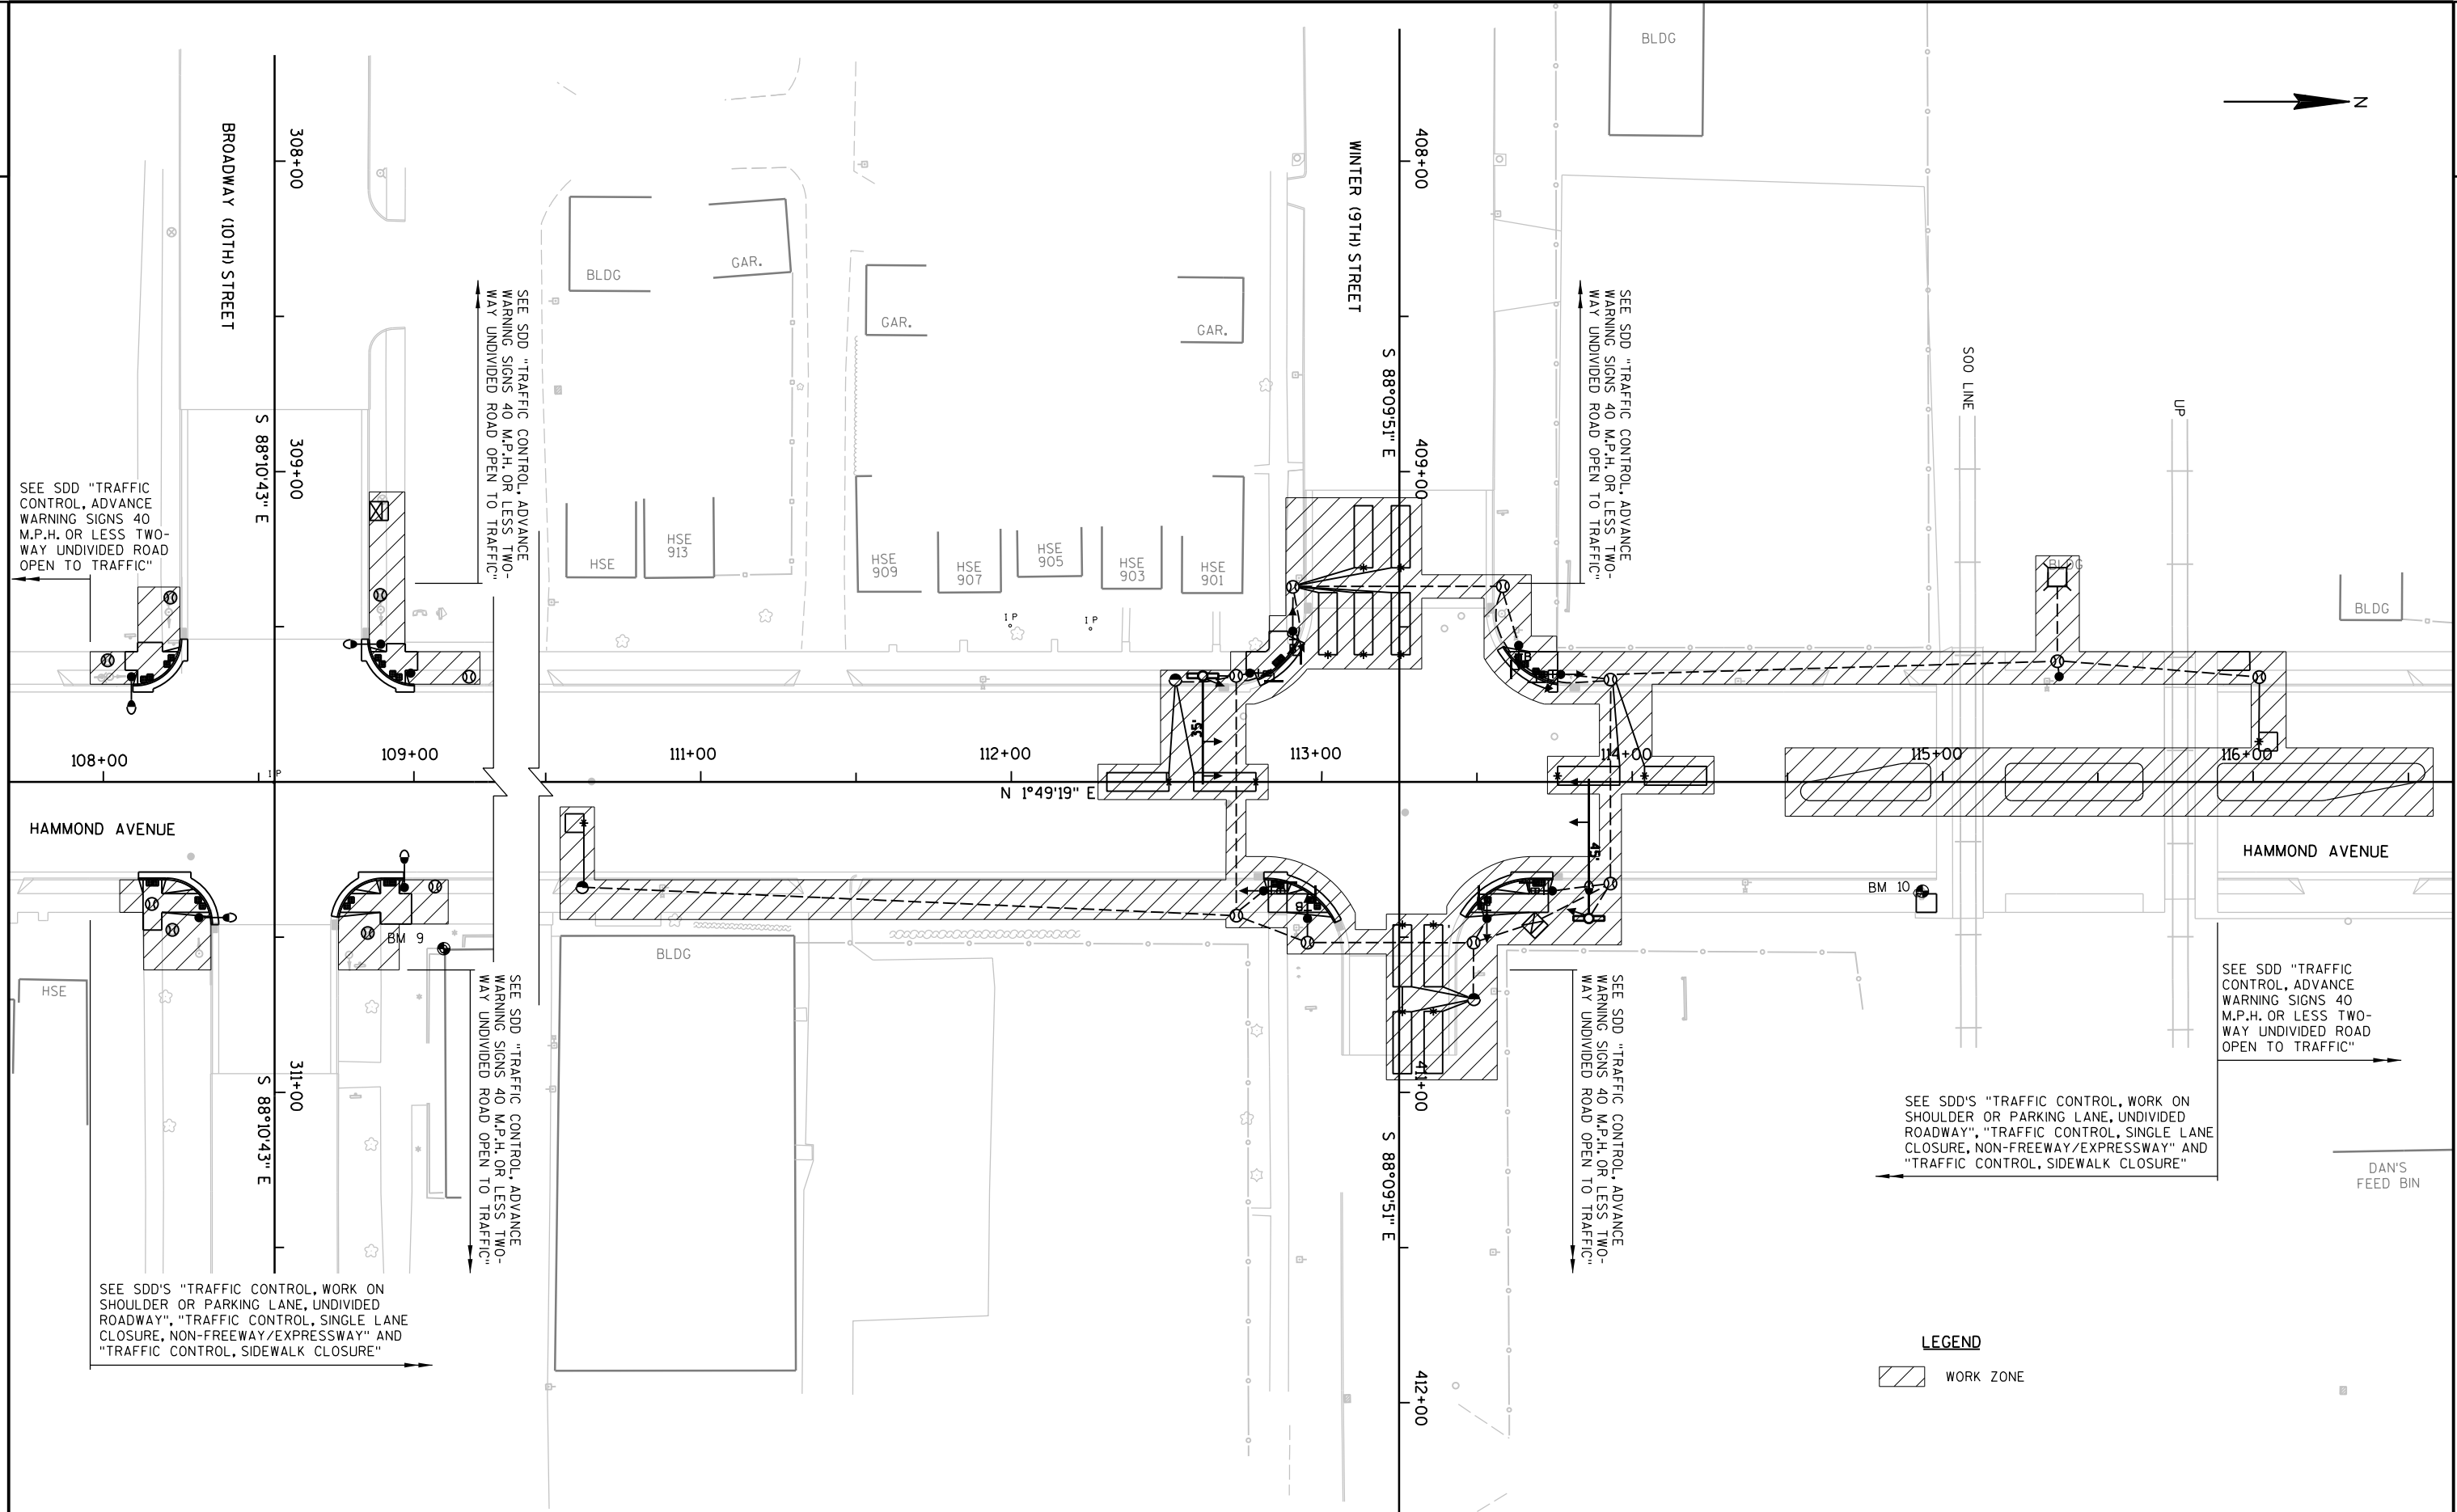 BLDG
N
BROADWAY (10TH) STREET
308+00
WINTER (9TH) STREET
408+00
BLDG
GAR.
GAR.
GAR.
SEE SDD "TRAFFIC CONTROL, ADVANCE
WARNING SIGNS 40 M.P.H. OR LESS TWO-
WAY UNDIVIDED ROAD OPEN TO TRAFFIC"
SEE SDD "TRAFFIC CONTROL, ADVANCE
WARNING SIGNS 40 M.P.H. OR LESS TWO-
WAY UNDIVIDED ROAD OPEN TO TRAFFIC"
SOO LINE
UP
S 88°10'43" E
309+00
S 88°09'51" E
409+00
SEE SDD "TRAFFIC
CONTROL, ADVANCE
WARNING SIGNS 40
M.P.H. OR LESS TWO-
WAY UNDIVIDED ROAD
OPEN TO TRAFFIC"
HSE
HSE
913
HSE
909
HSE
907
HSE
905
HSE
903
HSE
901
BLDG
BLDG
I P
I P
35'
108+00
109+00
111+00
112+00
113+00
114+00
115+00
116+00
I P
N 1°49'19" E
HAMMOND AVENUE
45'
HAMMOND AVENUE
BM 10
BM 9
BLDG
HSE
SEE SDD "TRAFFIC CONTROL, ADVANCE
WARNING SIGNS 40 M.P.H. OR LESS TWO-
WAY UNDIVIDED ROAD OPEN TO TRAFFIC"
SEE SDD "TRAFFIC CONTROL, ADVANCE
WARNING SIGNS 40 M.P.H. OR LESS TWO-
WAY UNDIVIDED ROAD OPEN TO TRAFFIC"
SEE SDD "TRAFFIC
CONTROL, ADVANCE
WARNING SIGNS 40
M.P.H. OR LESS TWO-
WAY UNDIVIDED ROAD
OPEN TO TRAFFIC"
S 88°10'43" E
311+00
S 88°09'51" E
411+00
SEE SDD'S "TRAFFIC CONTROL, WORK ON
SHOULDER OR PARKING LANE, UNDIVIDED
ROADWAY", "TRAFFIC CONTROL, SINGLE LANE
CLOSURE, NON-FREEWAY/EXPRESSWAY" AND
"TRAFFIC CONTROL, SIDEWALK CLOSURE"
DAN'S
FEED BIN
SEE SDD'S "TRAFFIC CONTROL, WORK ON
SHOULDER OR PARKING LANE, UNDIVIDED
ROADWAY", "TRAFFIC CONTROL, SINGLE LANE
CLOSURE, NON-FREEWAY/EXPRESSWAY" AND
"TRAFFIC CONTROL, SIDEWALK CLOSURE"
412+00
LEGEND
WORK ZONE